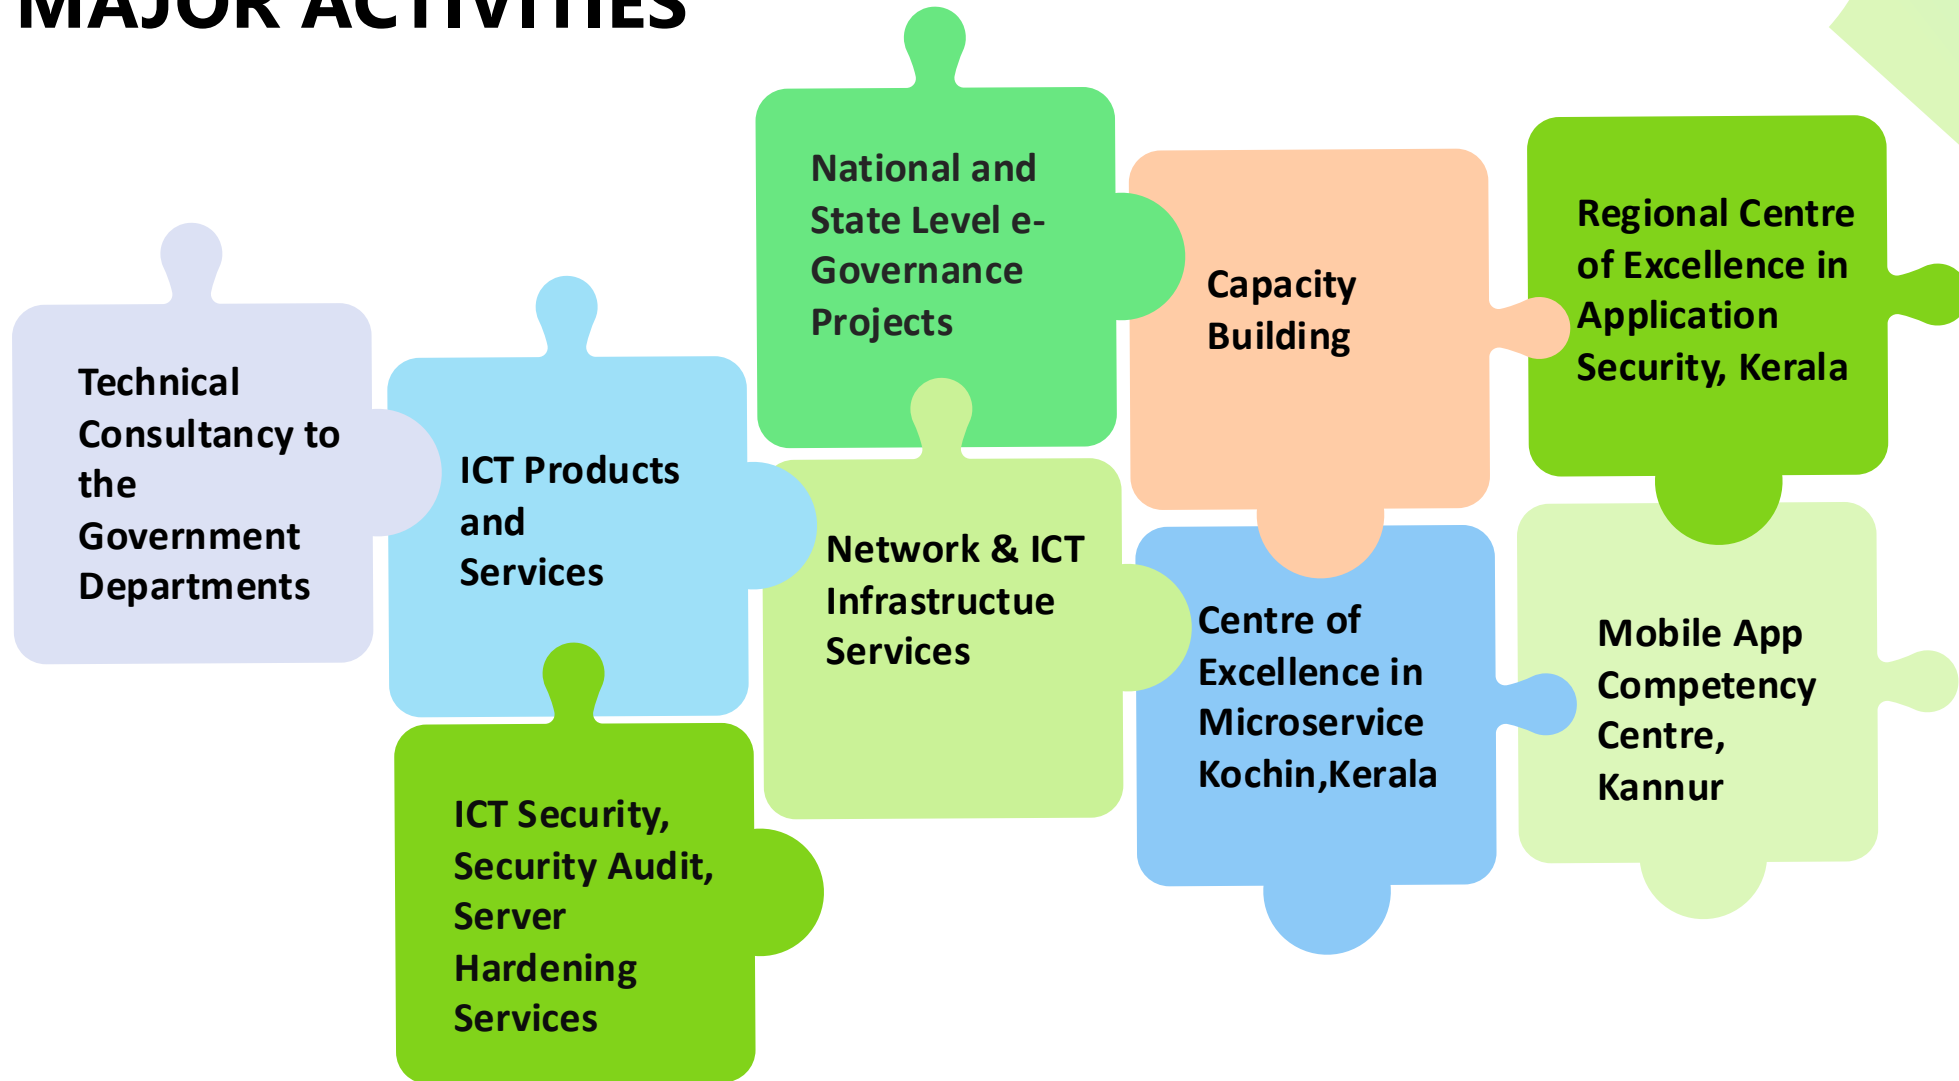 MAJOR ACTIVITIES
Technical
Consultancy to
the
Government
Departments
ICT Products
and
Services
ICT Security,
Security Audit,
Server
Hardening
Services
National and
State Level e-
Governance
Projects
Network & ICT
Infrastructue
Services
Capacity
Building
Centre of
Excellence in
Microservice
Kochin,Kerala
Regional Centre
of Excellence in
Application
Security, Kerala
Mobile App
Competency
Centre,
Kannur